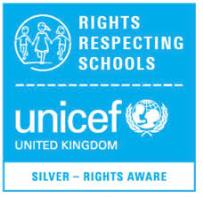 RIGHTS
RESPECTING
SCHOOLS
unicef
UNITED KINGDOM
SILVER – RIGHTS AWARE